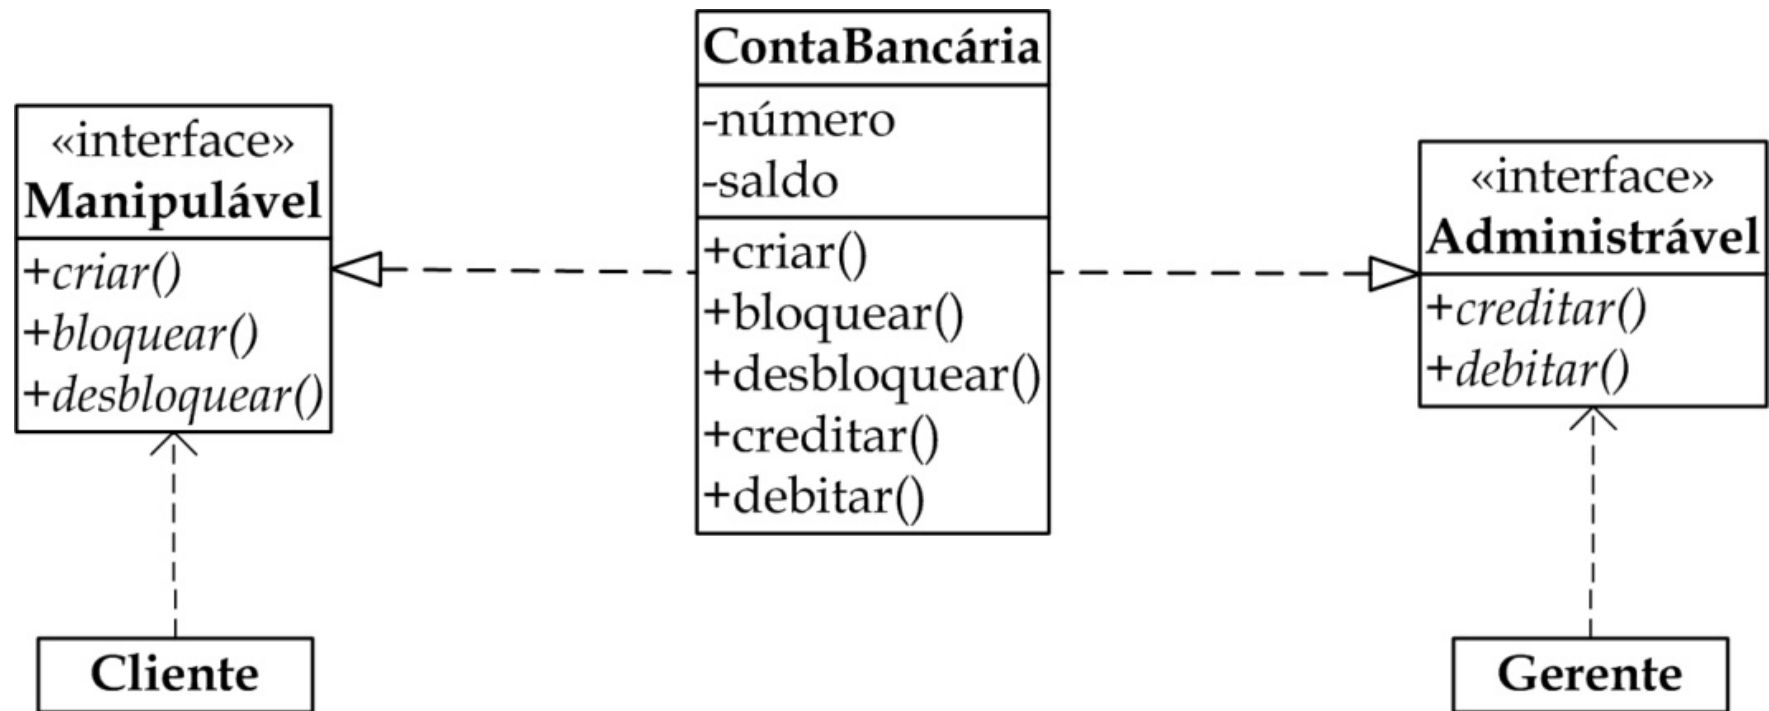 «interface»
Manipulável
+criar()
+bloquear()
+desbloquear()
ContaBancária
-número
-saldo
+criar()
+bloquear()
+desbloquear()
+creditar()
+debitar()
«interface»
Administrável
+creditar()
+debitar()
Cliente
Gerente